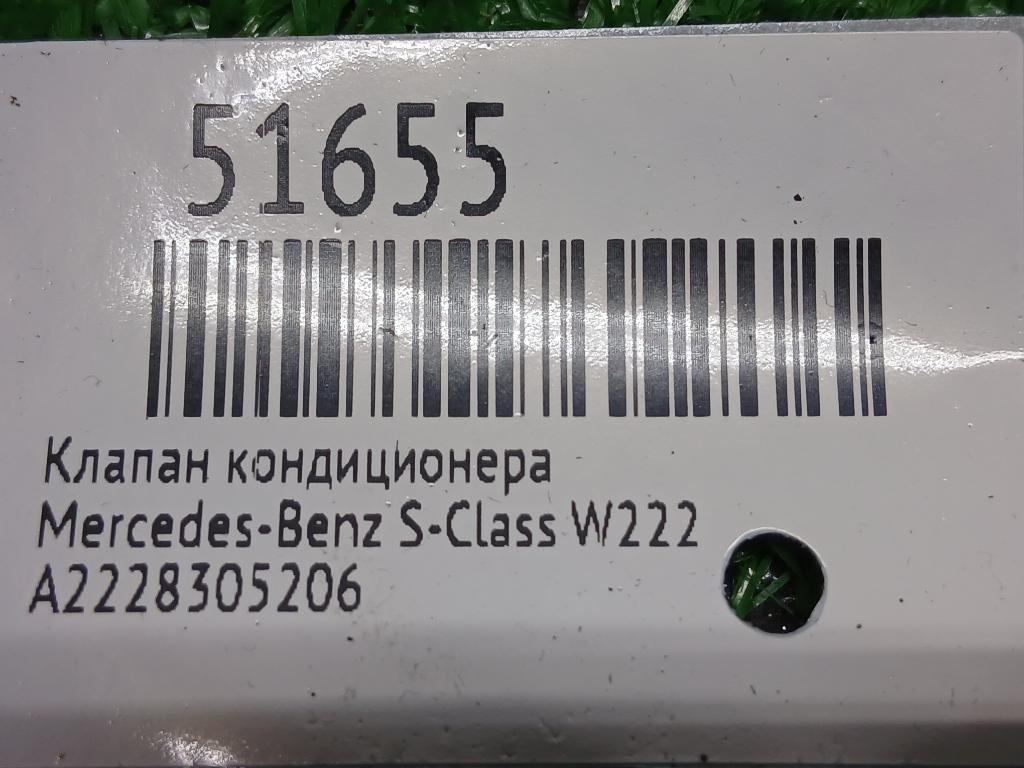 51655
Клапан кондиционера
Mercedes-Benz S-Class W222
A2228305206